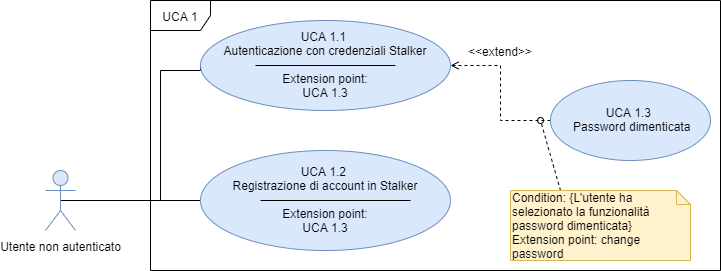 UCA 1
UCA 1.1
Autenticazione con credenziali Stalker
Extension point:
UCA 1.3
<<extend>>
UCA 1.3
Password dimenticata
UCA 1.2
Registrazione di account in Stalker
Extension point:
UCA 1.3
Condition: {L'utente ha
selezionato la funzionalità
password dimenticata}
Extension point: change
password
Utente non autenticato